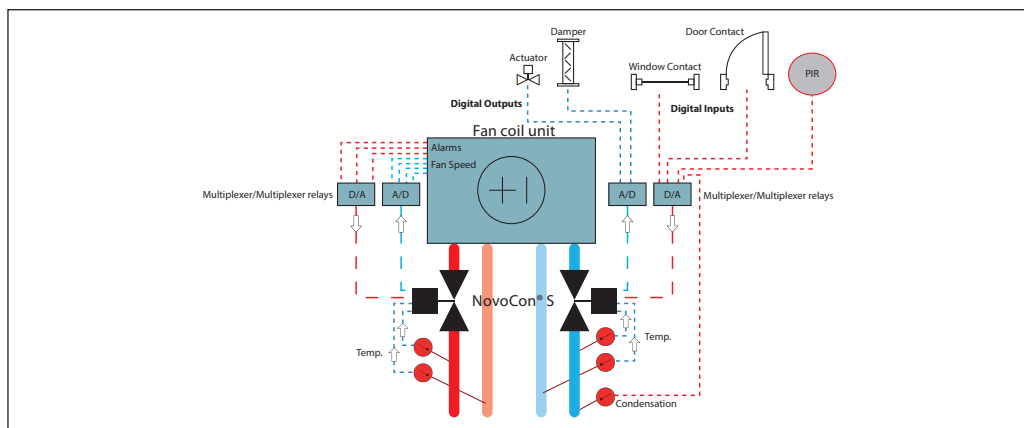 Damper
Door Contact
Actuator
Window Contact
PIR
Digital Outputs
Digital Inputs
Fan coil unit
Alarms
Fan Speed
Multiplexer/Multiplexer relays
D/A
A/D
A/D
D/A
Multiplexer/Multiplexer relays
NovoCon® S
Temp.
Temp.
Condensation